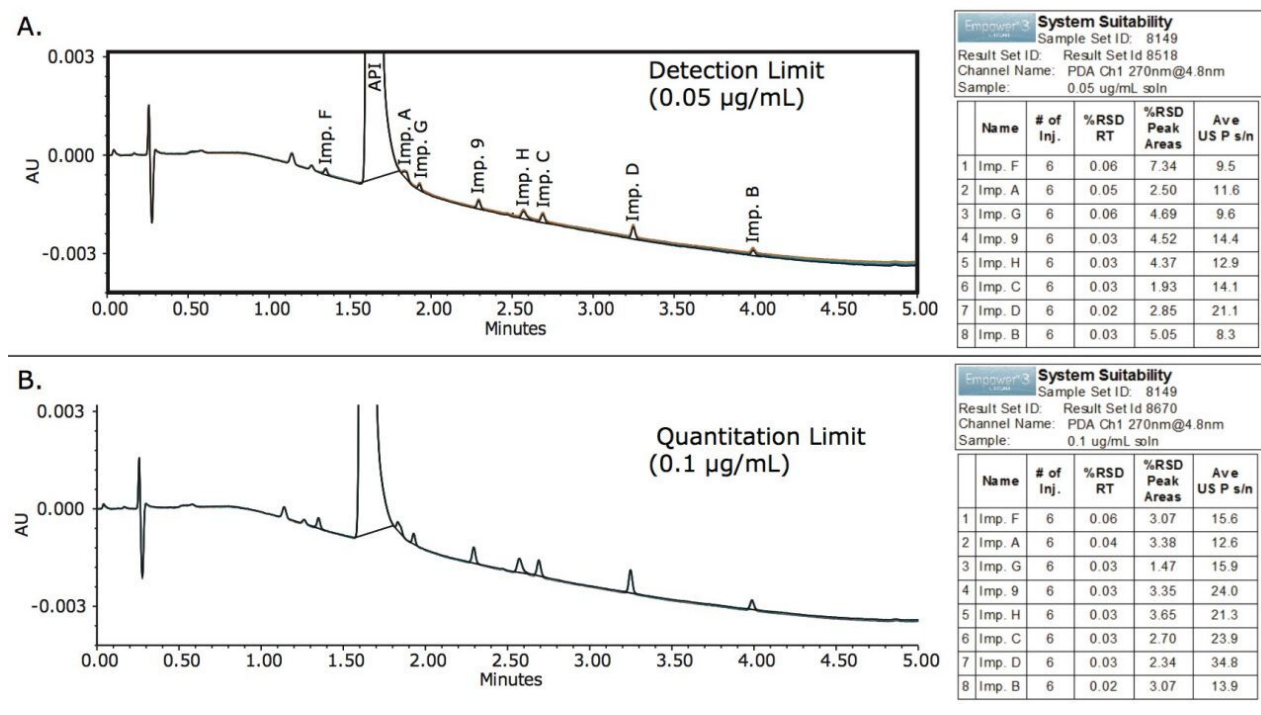 A.
0.003
0.000
-0.003
AU
Imp. F
API
Imp. A
Imp. G
Imp. 9
Imp. H
Imp. C
Imp. D
Imp. B
Detection Limit
(0.05 µg/mL)
0.00 0.50 1.00 1.50 2.00 2.50 3.00 3.50 4.00 4.50 5.00
Minutes
Empower 3 System Suitability
Sample Set ID: 8149
Result Set ID: Result Set Id 8518
Channel Name: PDA Ch1 270nm@4.8nm
Sample: 0.05 ug/mL soln
Name # of Inj. %RSD RT %RSD Peak Areas Ave USP s/n
1 Imp. F 6 0.06 7.34 9.5
2 Imp. A 6 0.05 2.50 11.6
3 Imp. G 6 0.06 4.69 9.6
4 Imp. 9 6 0.03 4.52 14.4
5 Imp. H 6 0.03 4.37 12.9
6 Imp. C 6 0.03 1.93 14.1
7 Imp. D 6 0.02 2.85 21.1
8 Imp. B 6 0.03 5.05 8.3
B.
0.003
0.000
-0.003
AU
Quantitation Limit
(0.1 µg/mL)
0.00 0.50 1.00 1.50 2.00 2.50 3.00 3.50 4.00 4.50 5.00
Minutes
Empower 3 System Suitability
Sample Set ID: 8149
Result Set ID: Result Set Id 8670
Channel Name: PDA Ch1 270nm@4.8nm
Sample: 0.1 ug/mL soln
Name # of Inj. %RSD RT %RSD Peak Areas Ave USP s/n
1 Imp. F 6 0.06 3.07 15.6
2 Imp. A 6 0.04 3.38 12.6
3 Imp. G 6 0.03 1.47 15.9
4 Imp. 9 6 0.03 3.35 24.0
5 Imp. H 6 0.03 3.65 21.3
6 Imp. C 6 0.03 2.70 23.9
7 Imp. D 6 0.03 2.34 34.8
8 Imp. B 6 0.02 3.07 13.9